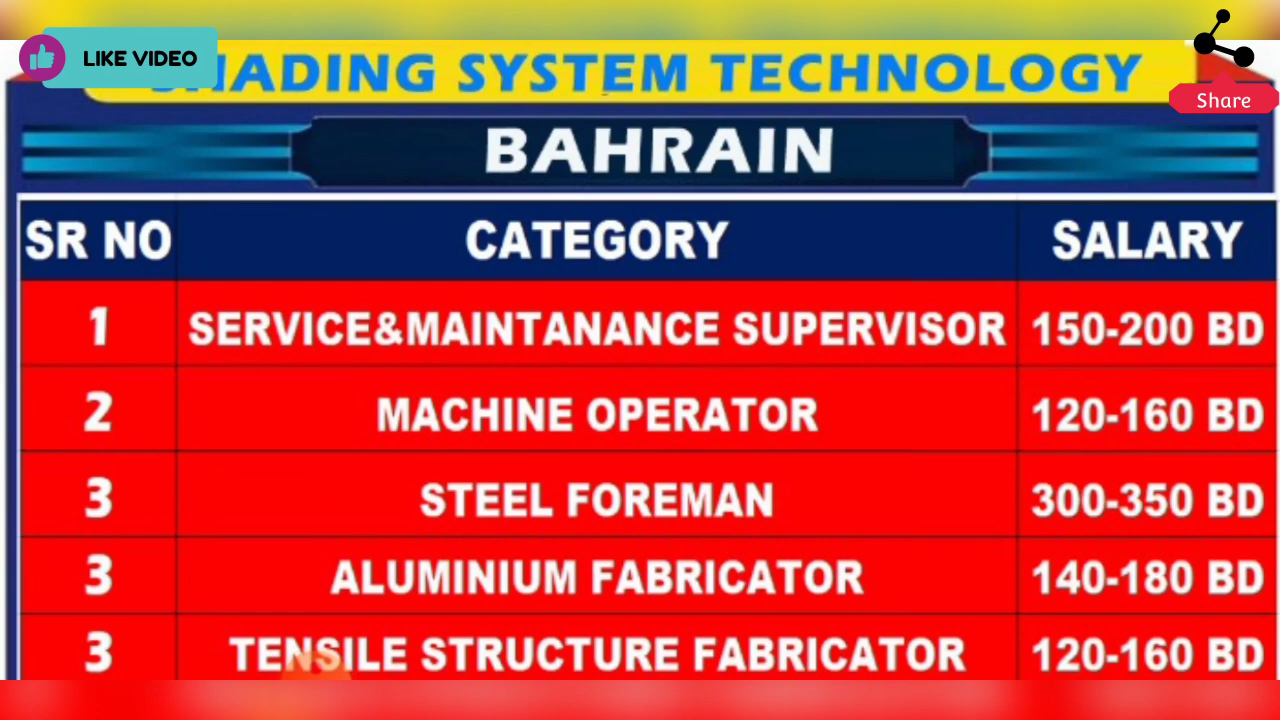 LIKE VIDEO
SHADING SYSTEM TECHNOLOGY
Share
BAHRAIN
SR NO CATEGORY SALARY
1 SERVICE&MAINTANANCE SUPERVISOR 150-200 BD
2 MACHINE OPERATOR 120-160 BD
3 STEEL FOREMAN 300-350 BD
3 ALUMINIUM FABRICATOR 140-180 BD
3 TENSILE STRUCTURE FABRICATOR 120-160 BD